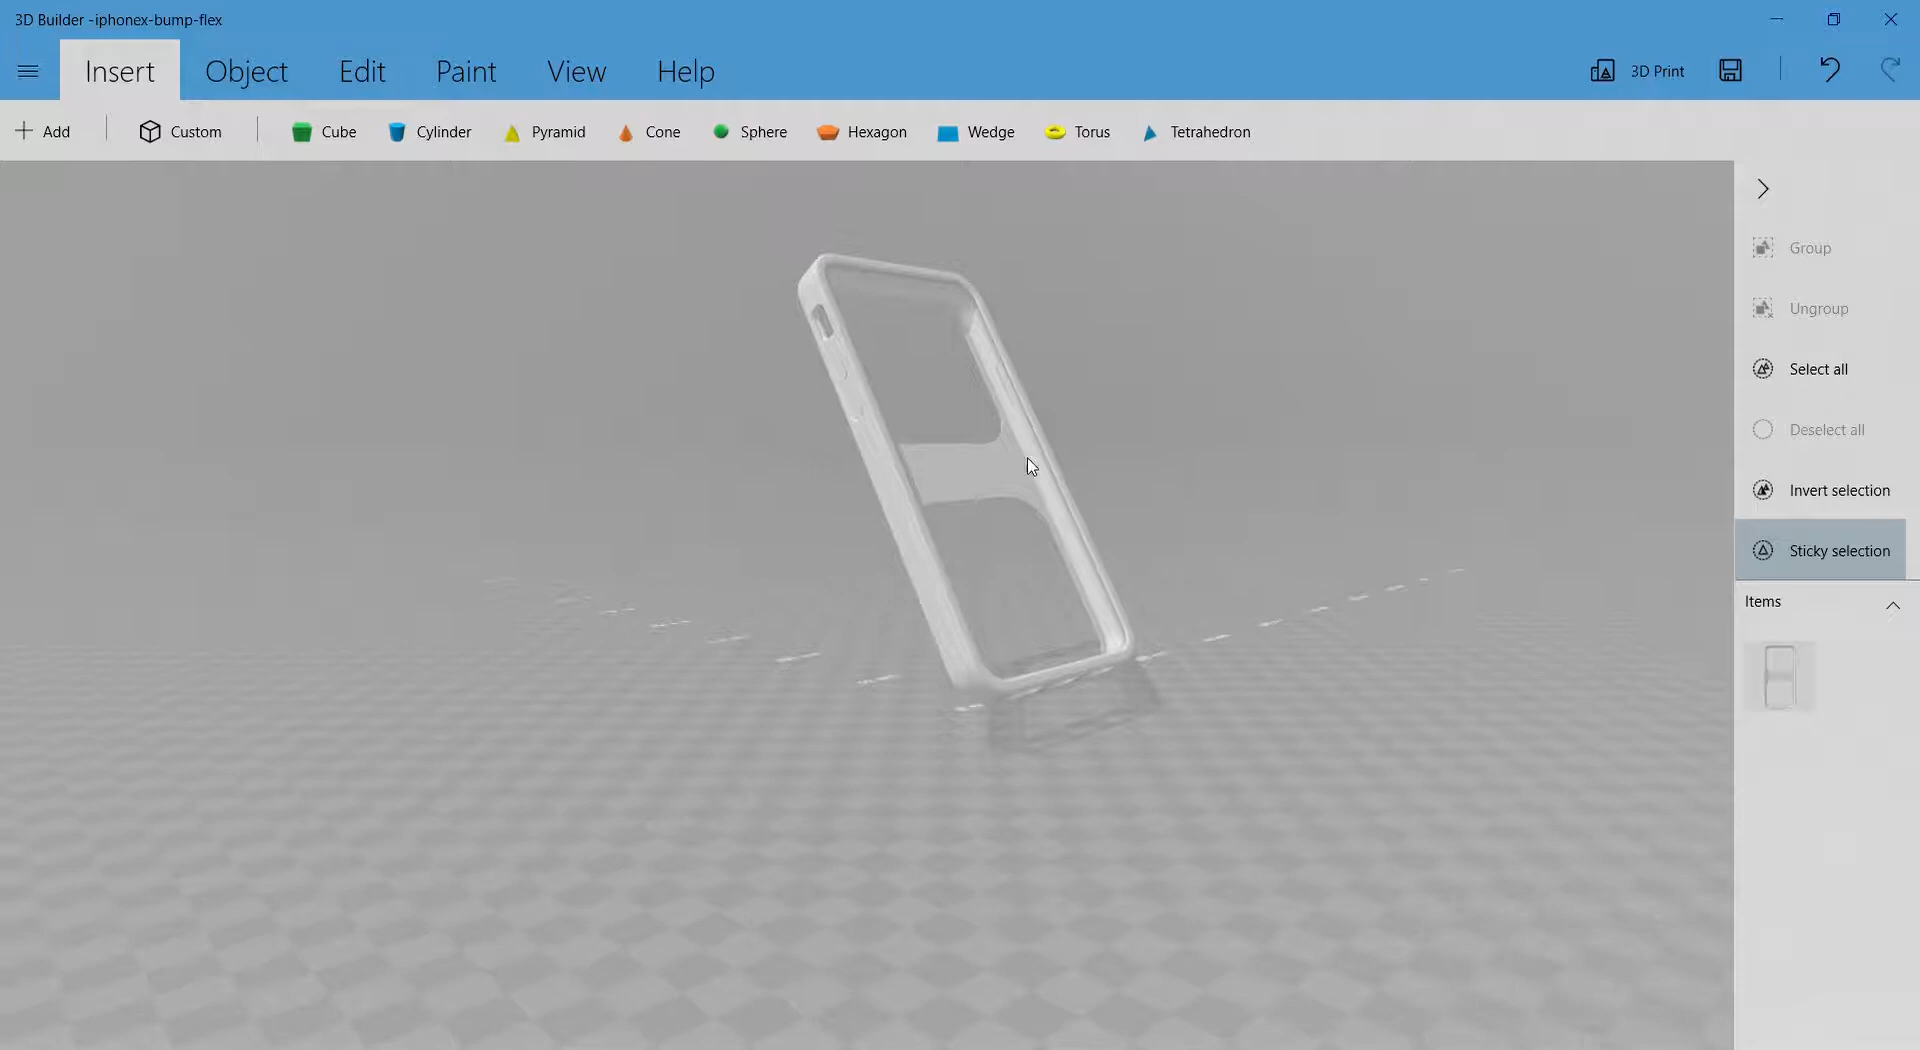 3D Builder -iphonex-bump-flex
Insert Object Edit Paint View Help 3D Print
Add Custom Cube Cylinder Pyramid Cone Sphere Hexagon Wedge Torus Tetrahedron
Group
Ungroup
Select all
Deselect all
Invert selection
Sticky selection
Items